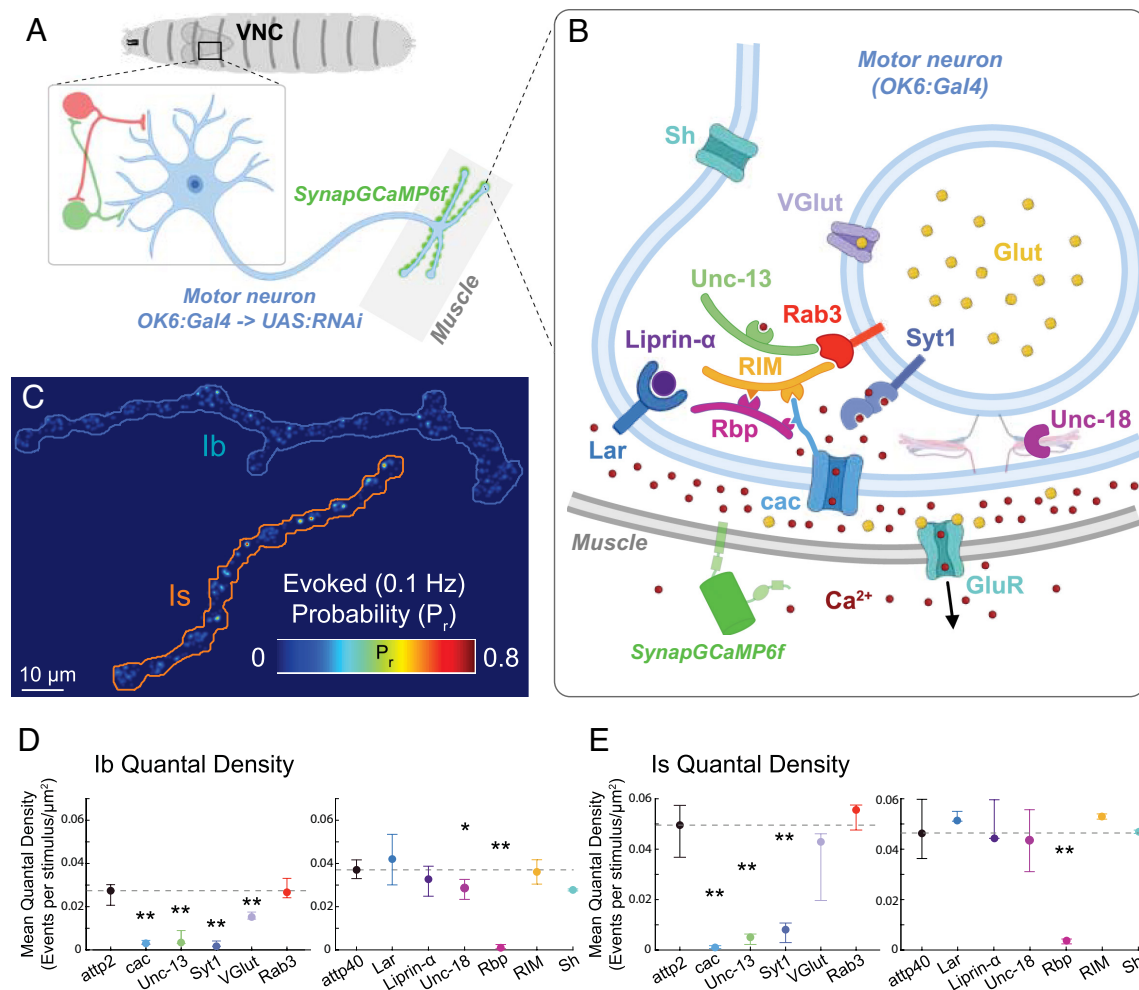 A
VNC
SynapGCaMP6f
Motor neuron
OK6:Gal4 -> UAS:RNAi
Muscle
B
Motor neuron
(OK6:Gal4)
Sh
VGlut
Glut
Unc-13
Rab3
Liprin-α
RIM
Syt1
Rbp
Unc-18
Lar
cac
Muscle
GluR
Ca²⁺
SynapGCaMP6f
C
Ib
Is
Evoked (0.1 Hz)
Probability (Pr)
0 Pr 0.8
10 µm
D
Ib Quantal Density
Mean Quantal Density
(Events per stimulus/µm²)
0.06
0.04
0.02
0
** ** ** **
attp2 cac Unc-13 Syt1 VGlut Rab3
0.06
0.04
0.02
0
* **
attp40 Lar Liprin-α Unc-18 Rbp RIM Sh
E
Is Quantal Density
Mean Quantal Density
(Events per stimulus/µm²)
0.06
0.04
0.02
0
** ** **
attp2 cac Unc-13 Syt1 VGlut Rab3
0.06
0.04
0.02
0
**
attp40 Lar Liprin-α Unc-18 Rbp RIM Sh